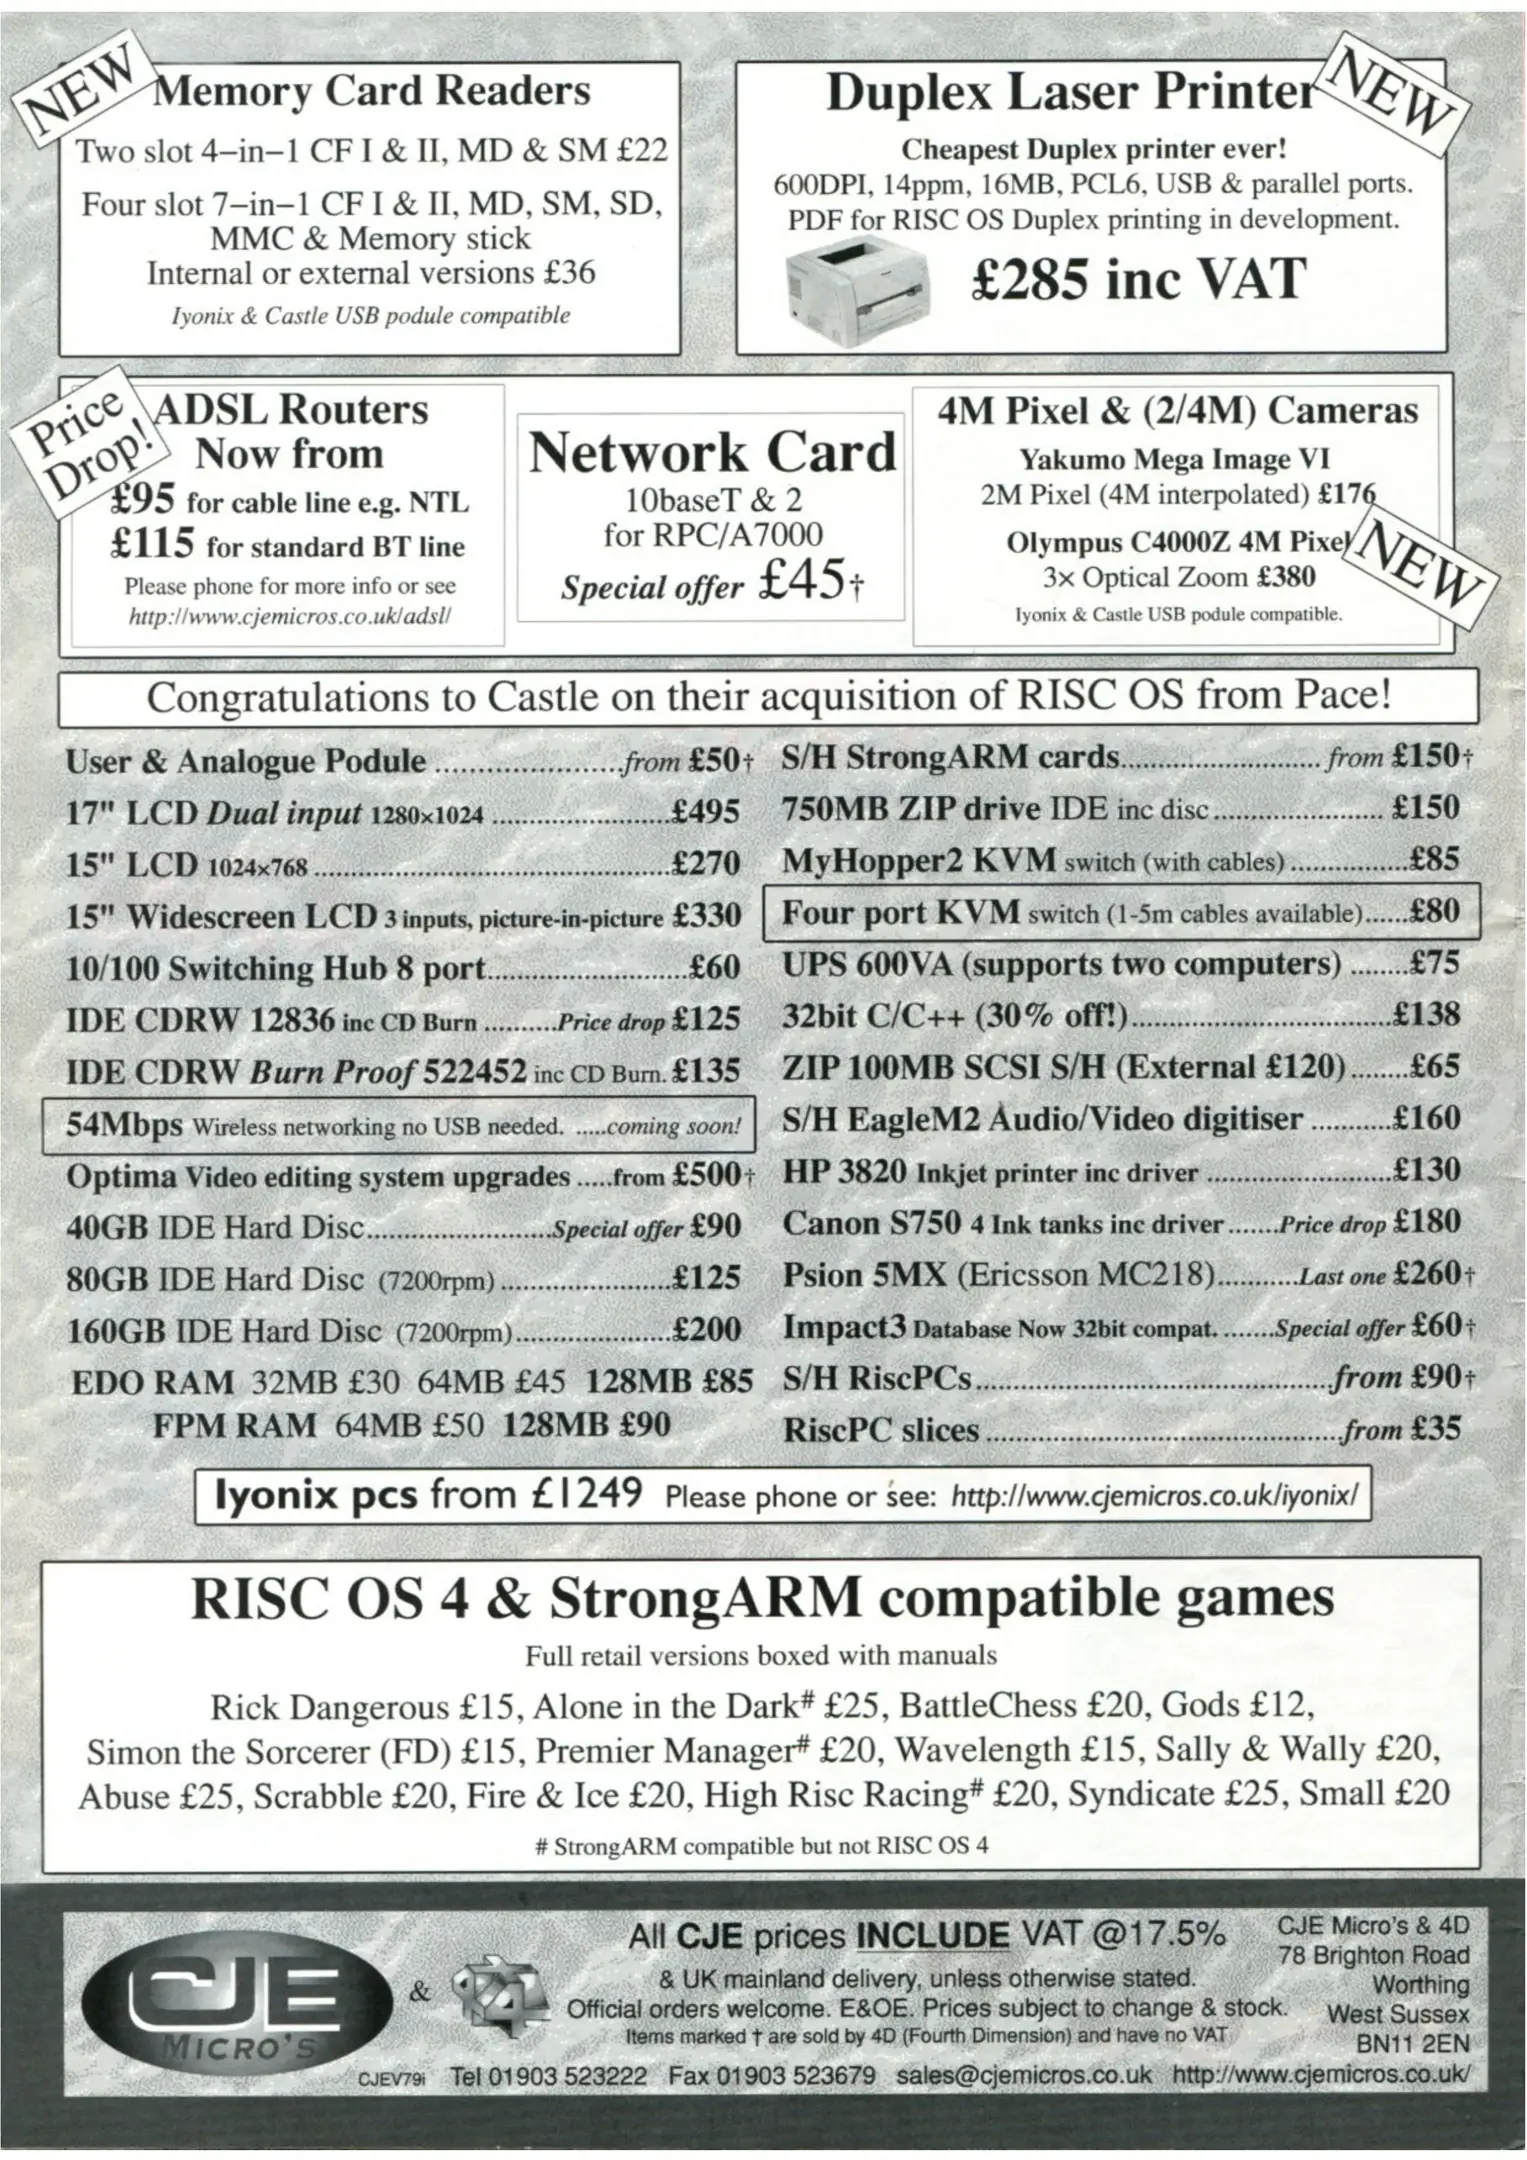 NEW
Memory Card Readers
Two slot 4–in–1 CF I & II, MD & SM £22
Four slot 7–in–1 CF I & II, MD, SM, SD,
MMC & Memory stick
Internal or external versions £36
Iyonix & Castle USB podule compatible
NEW
Duplex Laser Printer
Cheapest Duplex printer ever!
600DPI, 14ppm, 16MB, PCL6, USB & parallel ports.
PDF for RISC OS Duplex printing in development.
£285 inc VAT
Price
Drop!
ADSL Routers
Now from
£95 for cable line e.g. NTL
£115 for standard BT line
Please phone for more info or see
http://www.cjemicros.co.uk/adsl/
Network Card
10baseT & 2
for RPC/A7000
Special offer £45†
4M Pixel & (2/4M) Cameras
Yakumo Mega Image VI
2M Pixel (4M interpolated) £176
Olympus C4000Z 4M Pixel
3× Optical Zoom £380
Iyonix & Castle USB podule compatible.
NEW
Congratulations to Castle on their acquisition of RISC OS from Pace!
User & Analogue Podule ........................from £50†
17" LCD Dual input 1280×1024 .......................£495
15" LCD 1024×768 ..............................................£270
15" Widescreen LCD 3 inputs, picture-in-picture £330
10/100 Switching Hub 8 port..........................£60
IDE CDRW 12836 inc CD Burn ..........Price drop £125
IDE CDRW Burn Proof 522452 inc CD Burn. £135
54Mbps Wireless networking no USB needed. .....coming soon!
Optima Video editing system upgrades .....from £500†
40GB IDE Hard Disc.........................Special offer £90
80GB IDE Hard Disc (7200rpm) ......................£125
160GB IDE Hard Disc (7200rpm)....................£200
EDO RAM 32MB £30 64MB £45 128MB £85
FPM RAM 64MB £50 128MB £90
S/H StrongARM cards.......................... from £150†
750MB ZIP drive IDE inc disc....................... £150
MyHopper2 KVM switch (with cables) ................£85
Four port KVM switch (1-5m cables available)......£80
UPS 600VA (supports two computers) ........£75
32bit C/C++ (30% off!)..................................£138
ZIP 100MB SCSI S/H (External £120)........£65
S/H EagleM2 Audio/Video digitiser ...........£160
HP 3820 Inkjet printer inc driver .........................£130
Canon S750 4 Ink tanks inc driver .......Price drop £180
Psion 5MX (Ericsson MC218)...........Last one £260†
Impact3 Database Now 32bit compat. ........Special offer £60†
S/H RiscPCs..............................................from £90†
RiscPC slices ..............................................from £35
Iyonix pcs from £1249 Please phone or see: http://www.cjemicros.co.uk/iyonix/
RISC OS 4 & StrongARM compatible games
Full retail versions boxed with manuals
Rick Dangerous £15, Alone in the Dark# £25, BattleChess £20, Gods £12,
Simon the Sorcerer (FD) £15, Premier Manager# £20, Wavelength £15, Sally & Wally £20,
Abuse £25, Scrabble £20, Fire & Ice £20, High Risc Racing# £20, Syndicate £25, Small £20
# StrongARM compatible but not RISC OS 4
CJE
MICRO'S
&
4D
All CJE prices INCLUDE VAT @17.5%
& UK mainland delivery, unless otherwise stated.
Official orders welcome. E&OE. Prices subject to change & stock.
Items marked † are sold by 4D (Fourth Dimension) and have no VAT
CJE Micro's & 4D
78 Brighton Road
Worthing
West Sussex
BN11 2EN
CJEV79i Tel 01903 523222 Fax 01903 523679 sales@cjemicros.co.uk http://www.cjemicros.co.uk/